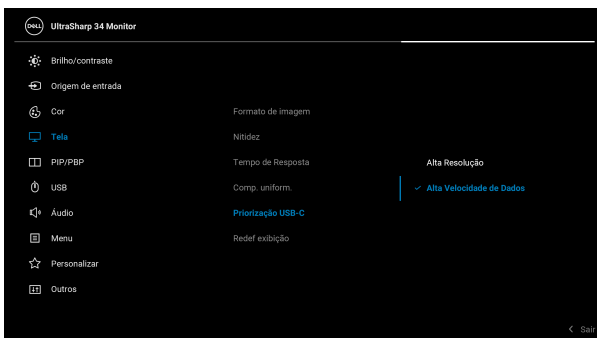 DELL UltraSharp 34 Monitor
Brilho/contraste
Origem de entrada
Cor Formato de imagem
Tela Nitidez
PIP/PBP Tempo de Resposta Alta Resolução
USB Comp. uniform. Alta Velocidade de Dados
Áudio Priorização USB-C
Menu Redef exibição
Personalizar
Outros
Sair